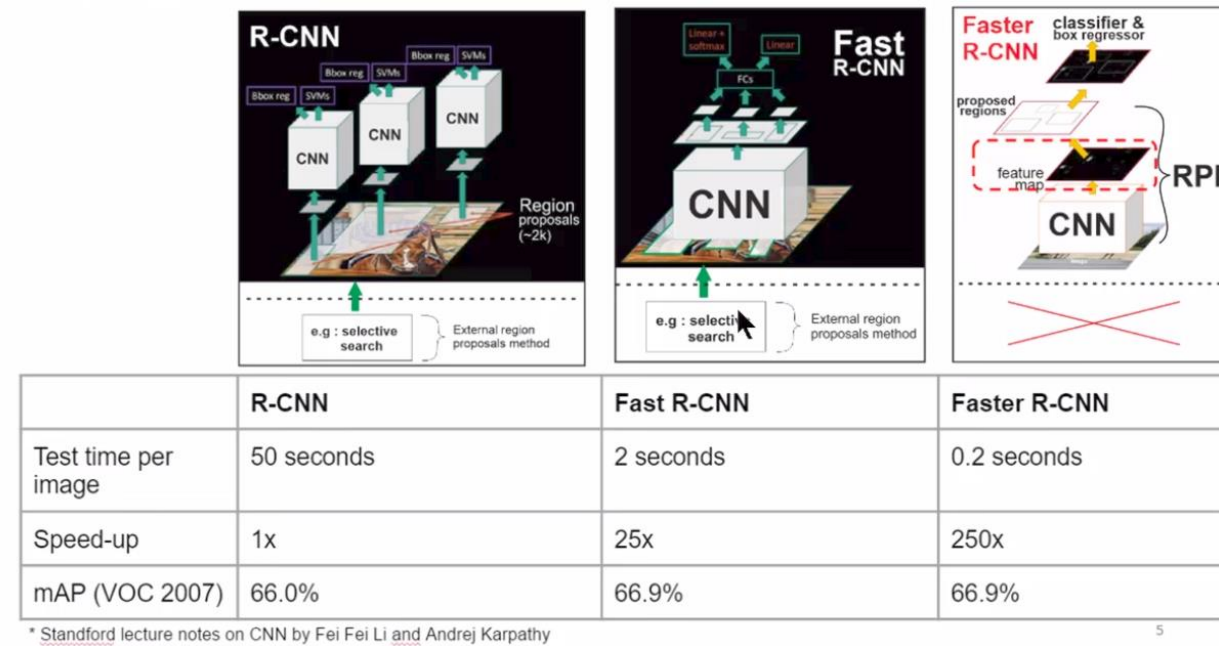 R-CNN
Bbox reg SVMs
Bbox reg SVMs
Bbox reg SVMs
CNN
CNN
CNN
Region
proposals
(~2k)
e.g : selective
search
External region
proposals method
Linear +
softmax
Linear
Fast
R-CNN
FCs
CNN
e.g : selective
search
External region
proposals method
Faster
R-CNN
classifier &
box regressor
proposed
regions
feature
map
RP
CNN
R-CNN Fast R-CNN Faster R-CNN
Test time per
image
50 seconds 2 seconds 0.2 seconds
Speed-up 1x 25x 250x
mAP (VOC 2007) 66.0% 66.9% 66.9%
* Standford lecture notes on CNN by Fei Fei Li and Andrej Karpathy
5